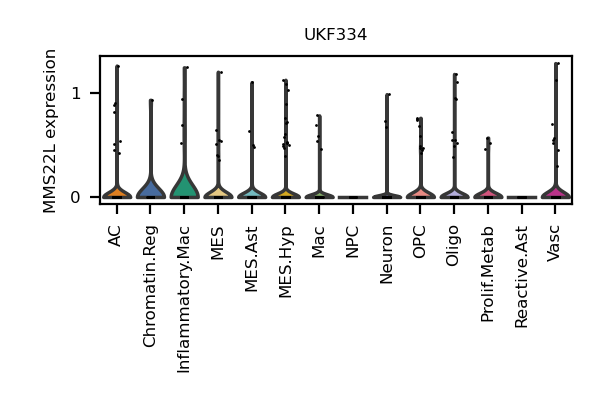 UKF334
MMS22L expression
1
0
AC
Chromatin.Reg
Inflammatory.Mac
MES
MES.Ast
MES.Hyp
Mac
NPC
Neuron
OPC
Oligo
Prolif.Metab
Reactive.Ast
Vasc